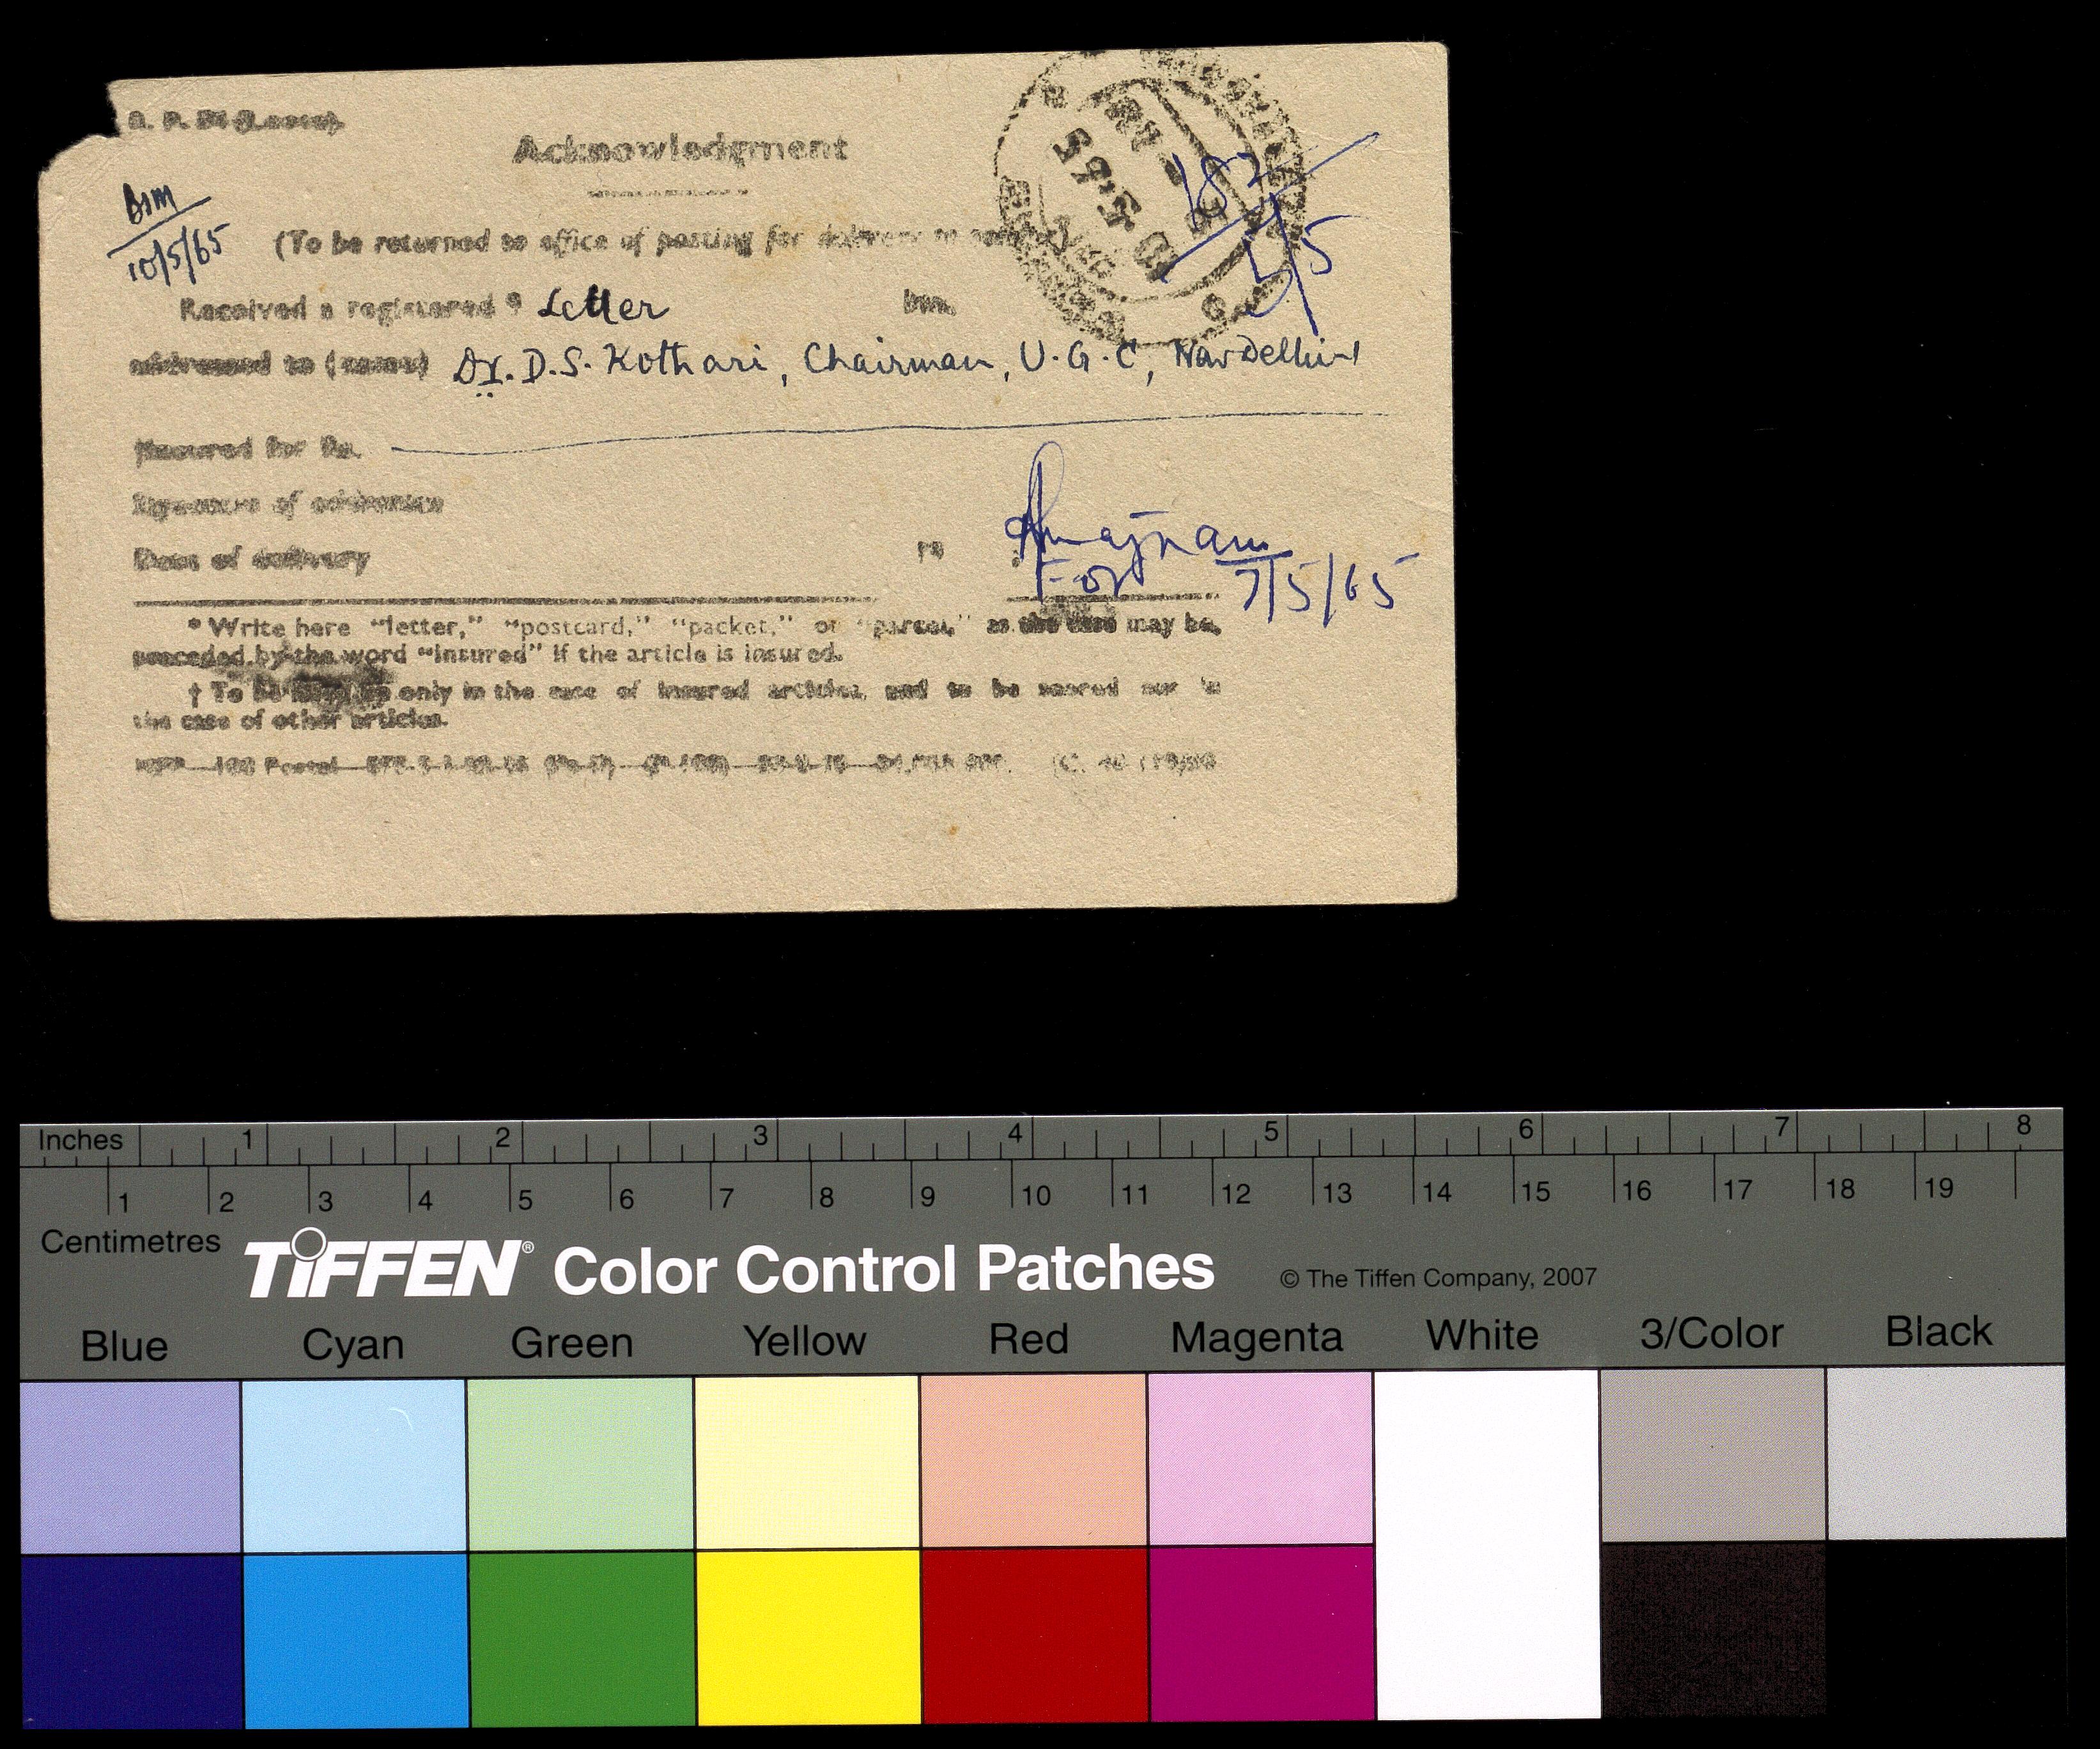 Acknowledgment
BIM
10/5/65
(To be returned to office of posting for delivery to
Received a registered * Letter
addressed to (name) Dr. D.S. Kothari, Chairman, U.G.C, New Delhi-1
Insured for Rs.
Signature of addressee
Date of delivery
For 7/5/65
* Write here "letter," "postcard," "packet," or "parcel," as the case may be,
preceded by the word "insured" if the article is insured.
† To be only in the case of insured articles, and to be scored out in
the case of other articles.
Inches 1 2 3 4 5 6 7 8
1 2 3 4 5 6 7 8 9 10 11 12 13 14 15 16 17 18 19
Centimetres
TIFFEN® Color Control Patches © The Tiffen Company, 2007
Blue Cyan Green Yellow Red Magenta White 3/Color Black